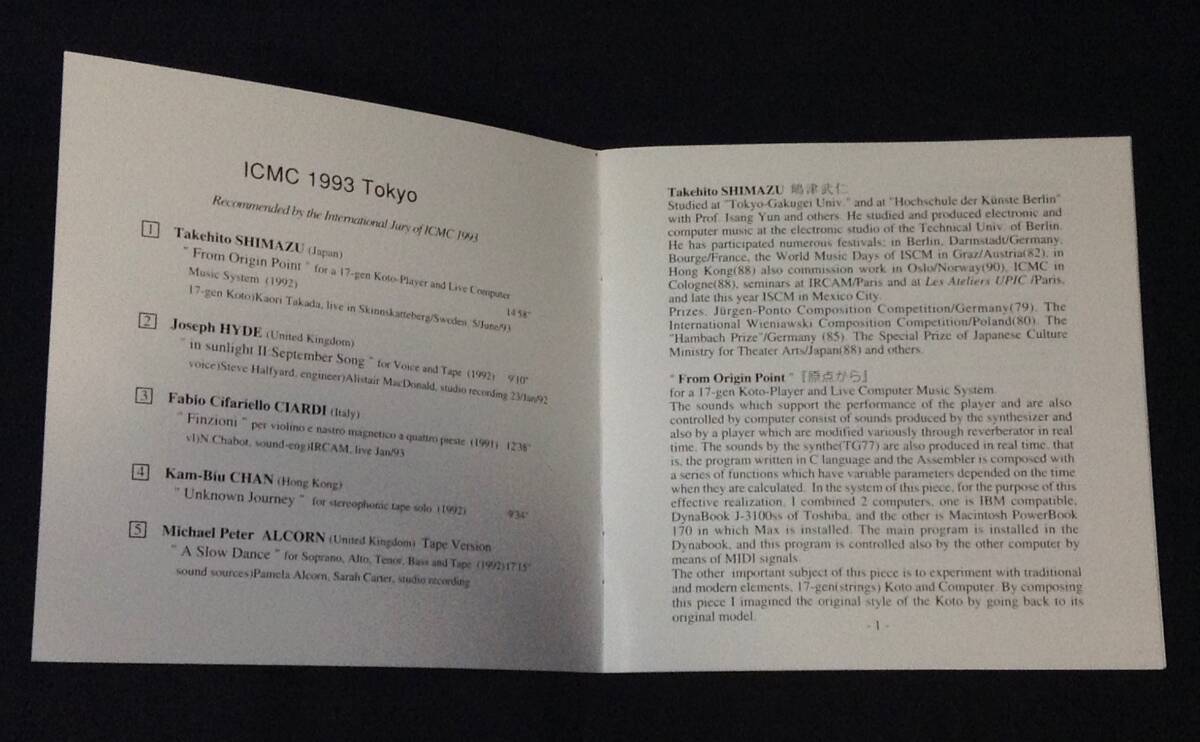 ICMC 1993 Tokyo
Recommended by the International Jury of ICMC 1993
1 Takehito SHIMAZU (Japan)
" From Origin Point " for a 17-gen Koto-Player and Live Computer
Music System (1992) 14'58"
17-gen Koto)Kaori Takada, live in Skinnskatteberg/Sweden, 5/June/93
2 Joseph HYDE (United Kingdom)
" in sunlight II:September Song " for Voice and Tape (1992) 9'10"
voice)Steve Halfyard, engineer)Alistair MacDonald, studio recording 23/Jan/92
3 Fabio Cifariello CIARDI (Italy)
" Finzioni " per violino e nastro magnetico a quattro pieste (1991) 12'38"
vl)N.Chabot, sound-eng)IRCAM, live Jan/93
4 Kam-Biu CHAN (Hong Kong)
" Unknown Journey " for stereophonic tape solo (1992) 9'34"
5 Michael Peter ALCORN (United Kingdom) Tape Version
" A Slow Dance " for Soprano, Alto, Tenor, Bass and Tape (1992)17'15"
sound sources)Pamela Alcorn, Sarah Carter, studio recording
Takehito SHIMAZU 嶋津武仁
Studied at "Tokyo-Gakugei Univ." and at "Hochschule der Künste Berlin"
with Prof. Isang Yun and others. He studied and produced electronic and
computer music at the electronic studio of the Technical Univ. of Berlin.
He has participated numerous festivals; in Berlin, Darmstadt/Germany,
Bourge/France, the World Music Days of ISCM in Graz/Austria(82), in
Hong Kong(88) also commission work in Oslo/Norway(90), ICMC in
Cologne(88), seminars at IRCAM/Paris and at Les Ateliers UPIC /Paris,
and late this year ISCM in Mexico City.
Prizes, Jürgen-Ponto Composition Competition/Germany(79). The
International Wieniawski Composition Competition/Poland(80). The
"Hambach Prize"/Germany (85). The Special Prize of Japanese Culture
Ministry for Theater Arts/Japan(88) and others.
" From Origin Point "『原点から』
for a 17-gen Koto-Player and Live Computer Music System.
The sounds which support the performance of the player and are also
controlled by computer consist of sounds produced by the synthesizer and
also by a player which are modified variously through reverberator in real
time. The sounds by the synthe(TG77) are also produced in real time, that
is, the program written in C language and the Assembler is composed with
a series of functions which have variable parameters depended on the time
when they are calculated. In the system of this piece, for the purpose of this
effective realization, I combined 2 computers, one is IBM compatible,
DynaBook J-3100ss of Toshiba, and the other is Macintosh PowerBook
170 in which Max is installed. The main program is installed in the
Dynabook, and this program is controlled also by the other computer by
means of MIDI signals.
The other important subject of this piece is to experiment with traditional
and modern elements, 17-gen(strings) Koto and Computer. By composing
this piece I imagined the original style of the Koto by going back to its
original model.
- 1 -